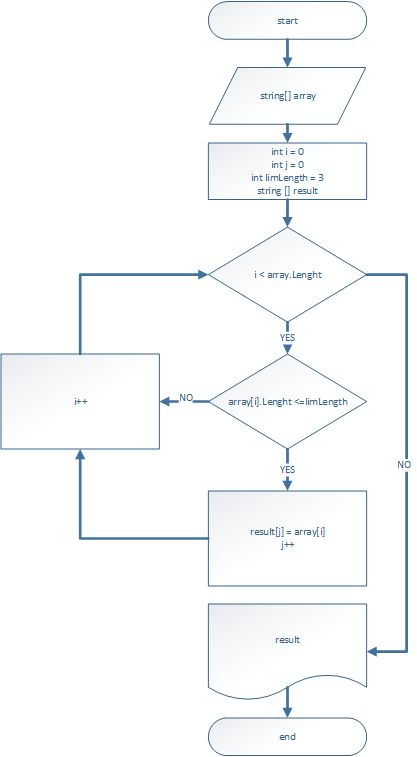 start
string[] array
int i = 0
int j = 0
int limLength = 3
string [] result
i < array.Lenght
YES
array[i].Lenght <=limLength
NO
i++
YES
NO
result[j] = array[i]
j++
result
end